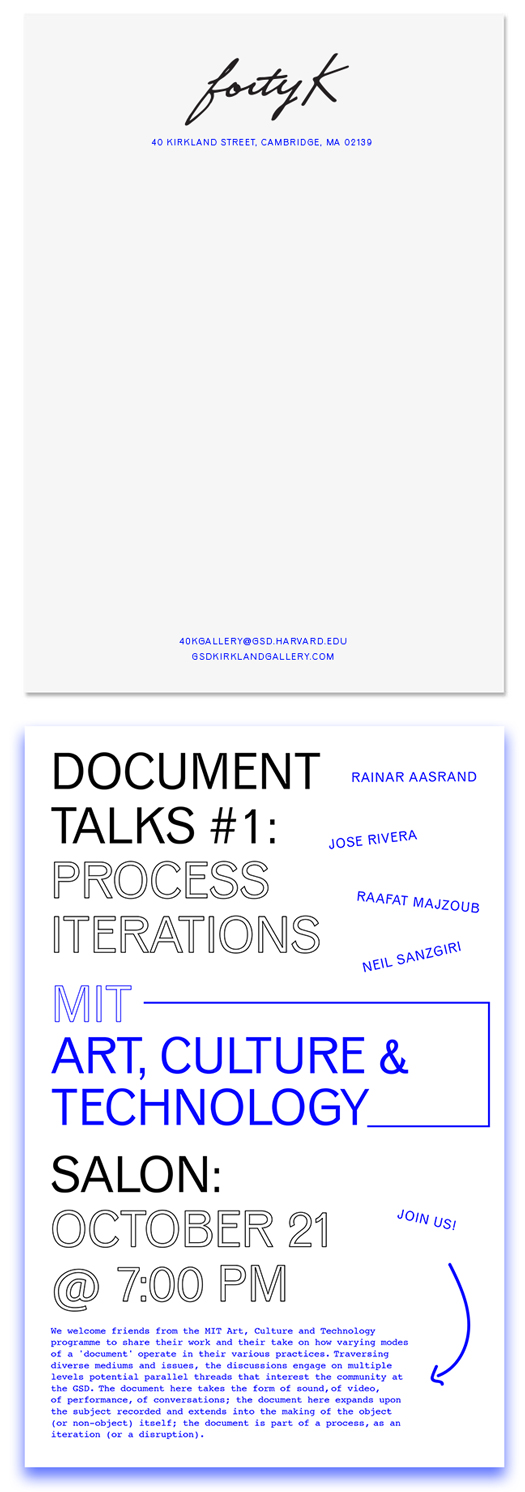 forty K
40 KIRKLAND STREET, CAMBRIDGE, MA 02139
40KGALLERY@GSD.HARVARD.EDU
GSDKIRKLANDGALLERY.COM
DOCUMENT
TALKS #1:
PROCESS
ITERATIONS
RAINAR AASRAND
JOSE RIVERA
RAAFAT MAJZOUB
NEIL SANZGIRI
MIT
ART, CULTURE &
TECHNOLOGY
SALON:
OCTOBER 21
@ 7:00 PM
JOIN US!
We welcome friends from the MIT Art, Culture and Technology
programme to share their work and their take on how varying modes
of a 'document' operate in their various practices. Traversing
diverse mediums and issues, the discussions engage on multiple
levels potential parallel threads that interest the community at
the GSD. The document here takes the form of sound, of video,
of performance, of conversations; the document here expands upon
the subject recorded and extends into the making of the object
(or non-object) itself; the document is part of a process, as an
iteration (or a disruption).